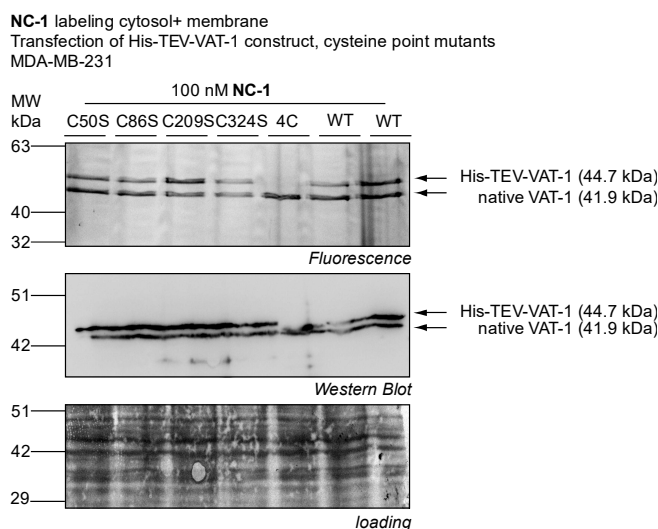 NC-1 labeling cytosol+ membrane
Transfection of His-TEV-VAT-1 construct, cysteine point mutants
MDA-MB-231
100 nM NC-1
MW
kDa
C50S C86S C209S C324S 4C WT WT
63
40
32
His-TEV-VAT-1 (44.7 kDa)
native VAT-1 (41.9 kDa)
Fluorescence
51
42
His-TEV-VAT-1 (44.7 kDa)
native VAT-1 (41.9 kDa)
Western Blot
51
42
29
loading